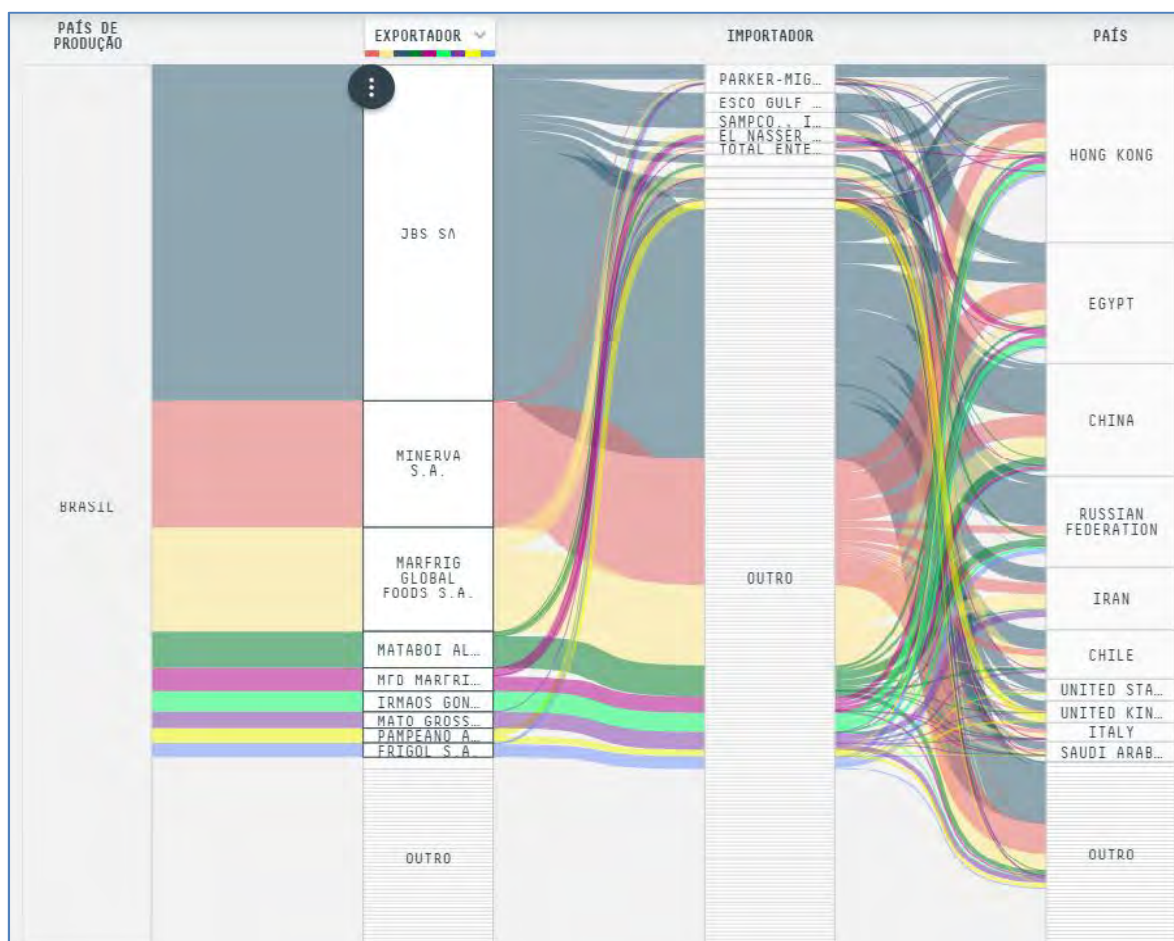 PAÍS DE
PRODUÇÃO
EXPORTADOR
IMPORTADOR
PAÍS
BRASIL
JBS SA
MINERVA
S.A.
MARFRIG
GLOBAL
FOODS S.A.
MATABOI AL…
MFD MARFRI…
IRMAOS GON…
MATO GROSS…
PAMPEANO A…
FRIGOL S.A.
OUTRO
PARKER-MIG…
ESCO GULF …
SAMPCO., I…
EL NASSER …
TOTAL ENTE…
OUTRO
HONG KONG
EGYPT
CHINA
RUSSIAN
FEDERATION
IRAN
CHILE
UNITED STA…
UNITED KIN…
ITALY
SAUDI ARAB…
OUTRO